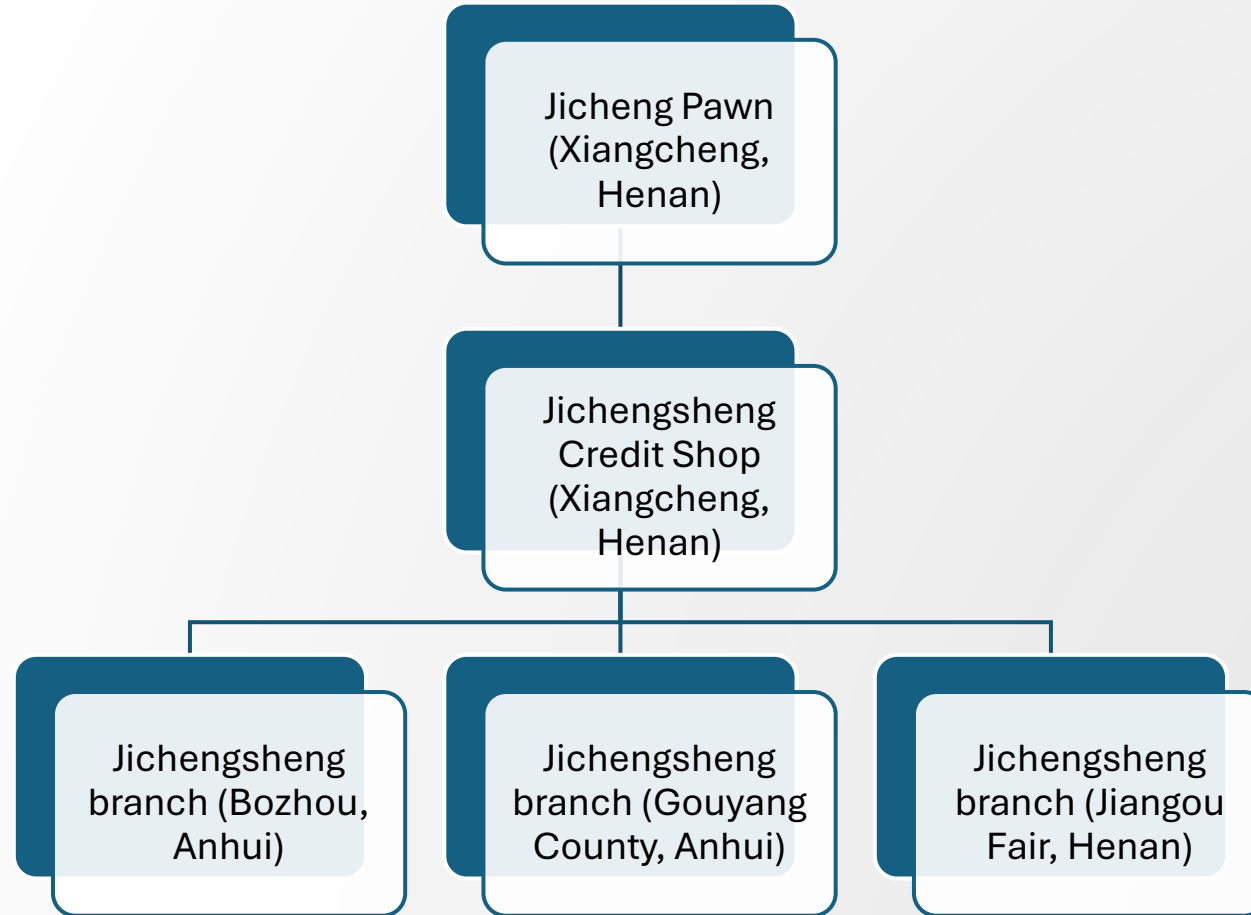 Jicheng Pawn
(Xiangcheng,
Henan)
Jichengsheng
Credit Shop
(Xiangcheng,
Henan)
Jichengsheng
branch (Bozhou,
Anhui)
Jichengsheng
branch (Gouyang
County, Anhui)
Jichengsheng
branch (Jiangou
Fair, Henan)